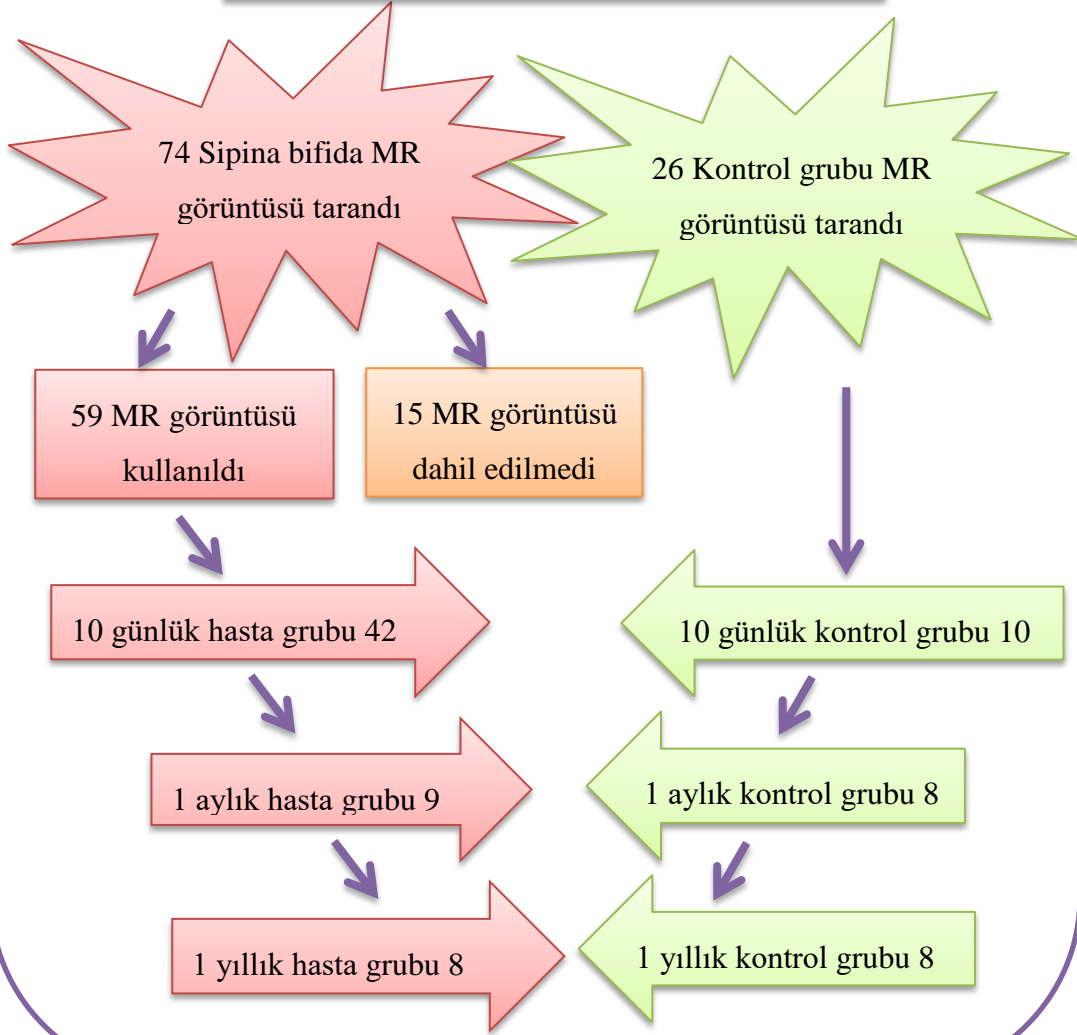 74 Sipina bifida MR
görüntüsü tarandı
26 Kontrol grubu MR
görüntüsü tarandı
59 MR görüntüsü
kullanıldı
15 MR görüntüsü
dahil edilmedi
10 günlük hasta grubu 42
10 günlük kontrol grubu 10
1 aylık hasta grubu 9
1 aylık kontrol grubu 8
1 yıllık hasta grubu 8
1 yıllık kontrol grubu 8